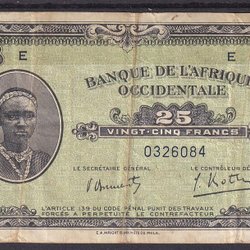 E E
BANQUE DE L'AFRIQUE
OCCIDENTALE
25
VINGT-CINQ FRANCS
0326084
LE SECRÉTAIRE GÉNÉRAL
LE CONTRÔLEUR GÉ
L'ARTICLE 139 DU CODE PÉNAL PUNIT DES TRAVAUX
FORCÉS À PERPÉTUITÉ LE CONTREFACTEUR